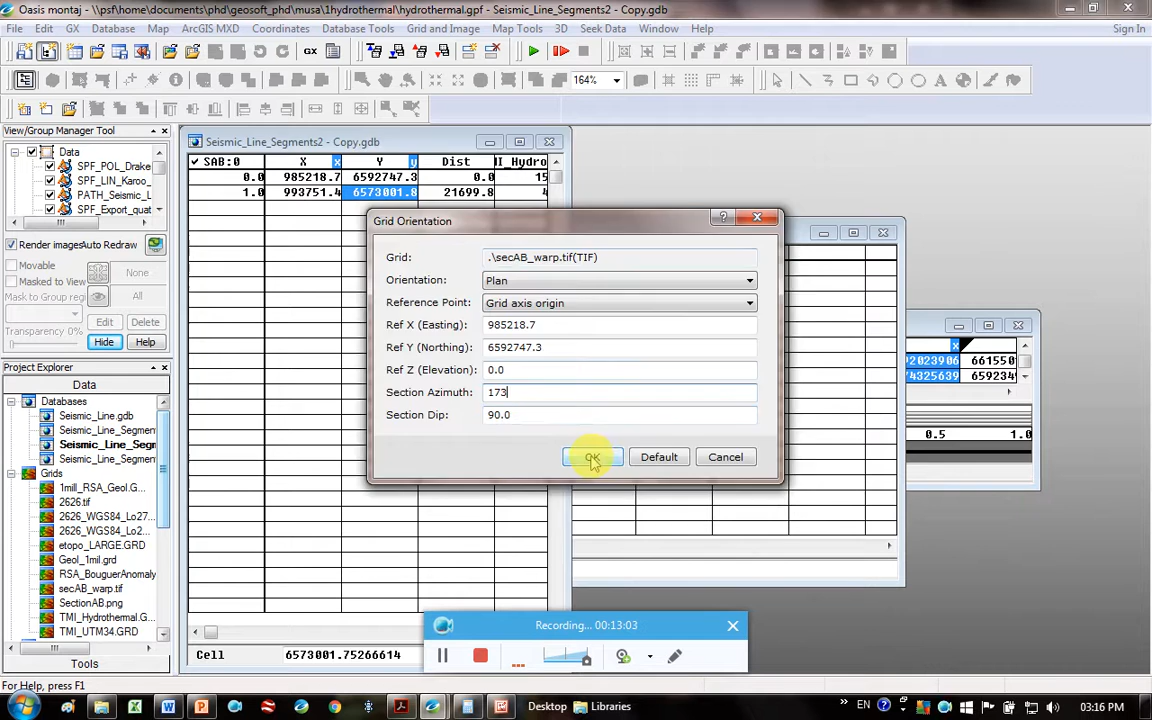 Oasis montaj - \\psf\home\documents\phd\geosoft_phd\musa\1hydrothermal\hydrothermal.gpf - Seismic_Line_Segments2 - Copy.gdb
File Edit GX Database Map ArcGIS MXD Coordinates Database Tools Grid and Image Map Tools 3D Seek Data Window Help Sign In
GX 164%
View/Group Manager Tool
Data
SPF_POL_Drake
SPF_LIN_Karoo_
PATH_Seismic_L
SPF_Export_quat
Render images Auto Redraw
Movable
Masked to View
None
Mask to Group Regions
All
Edit Delete
Transparency 0%
Hide Help
Project Explorer
Data
Databases
Seismic_Line.gdb
Seismic_Line_Segmen
Seismic_Line_Segm
Seismic_Line_Segmen
Grids
1mill_RSA_Geol.G...
2626.tif
2626_WGS84_Lo27...
2626_WGS84_Lo2...
etopo_LARGE.GRD
Geol_1mil.grd
RSA_BouguerAnomaly
secAB_warp.tif
SectionAB.png
TMI_Hydrothermal.G...
TMI_UTM34.GRD
Tools
Seismic_Line_Segments2 - Copy.gdb
SAB:0 X x Y y Dist MI_Hydro
0.0 985218.7 6592747.3 0.0 15
1.0 993751.4 6573001.8 21699.8 4
Cell 6573001.75266614
Grid Orientation
Grid: .\secAB_warp.tif(TIF)
Orientation: Plan
Reference Point: Grid axis origin
Ref X (Easting): 985218.7
Ref Y (Northing): 6592747.3
Ref Z (Elevation): 0.0
Section Azimuth: 173
Section Dip: 90.0
OK Default Cancel
x
92023906 661550
74325639 659234
0.5 1.0
Recording... 00:13:03
For Help, press F1
Desktop Libraries EN 03:16 PM